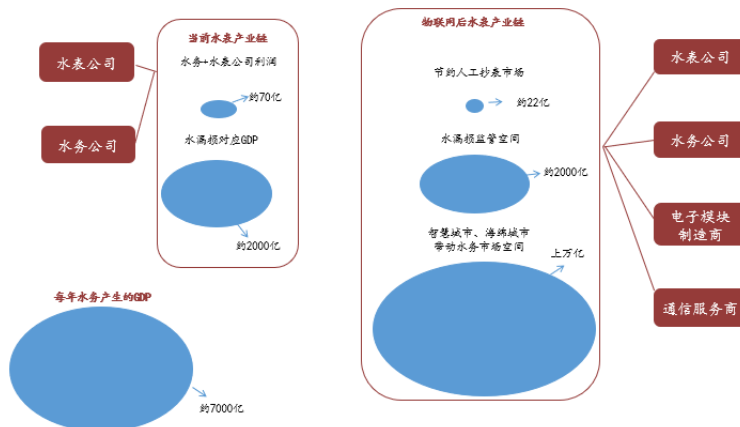 水表公司
水务公司
当前水表产业链
水务+水表公司利润
约70亿
水漏损对应GDP
约2000亿
每年水务产生的GDP
约7000亿
物联网后水表产业链
节约人工抄表市场
约22亿
水漏损监管空间
约2000亿
智慧城市、海绵城市
带动水务市场空间
上万亿
水表公司
水务公司
电子模块
制造商
通信服务商